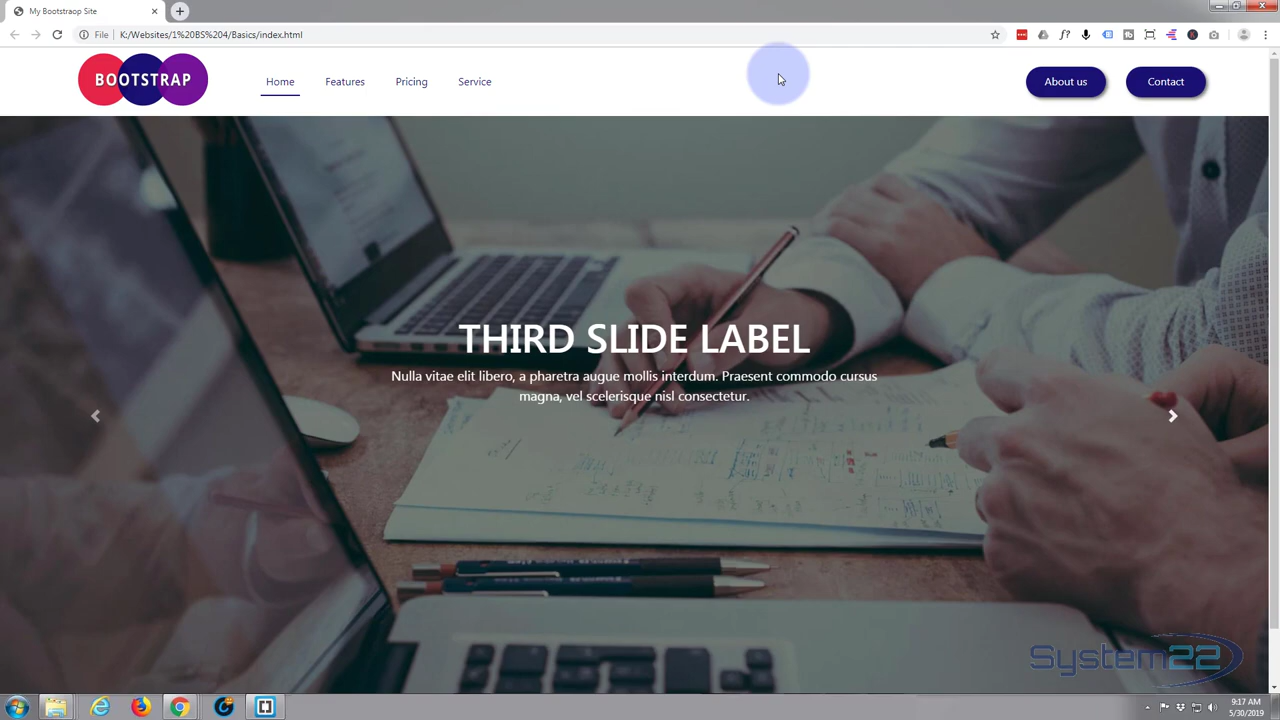 My Bootstraop Site
File
K:/Websites/1%20BS%204/Basics/index.html
BOOTSTRAP
Home
Features
Pricing
Service
About us
Contact
THIRD SLIDE LABEL
Nulla vitae elit libero, a pharetra augue mollis interdum. Praesent commodo cursus
magna, vel scelerisque nisl consectetur.
System22
9:17 AM
5/30/2019